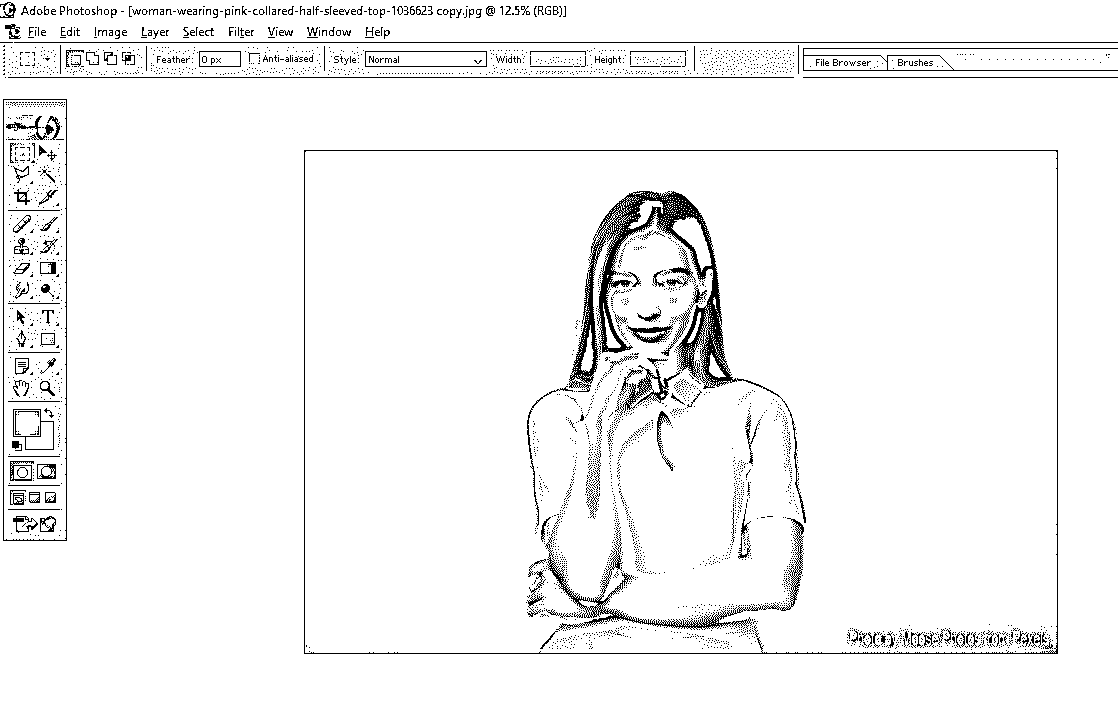 Adobe Photoshop - [woman-wearing-pink-collared-half-sleeved-top-1036623 copy.jpg @ 12.5% (RGB)]
File Edit Image Layer Select Filter View Window Help
Feather: 0 px Anti-aliased Style: Normal Width: Height: File Browser Brushes
T
Photo by Moose Photos from Pexels